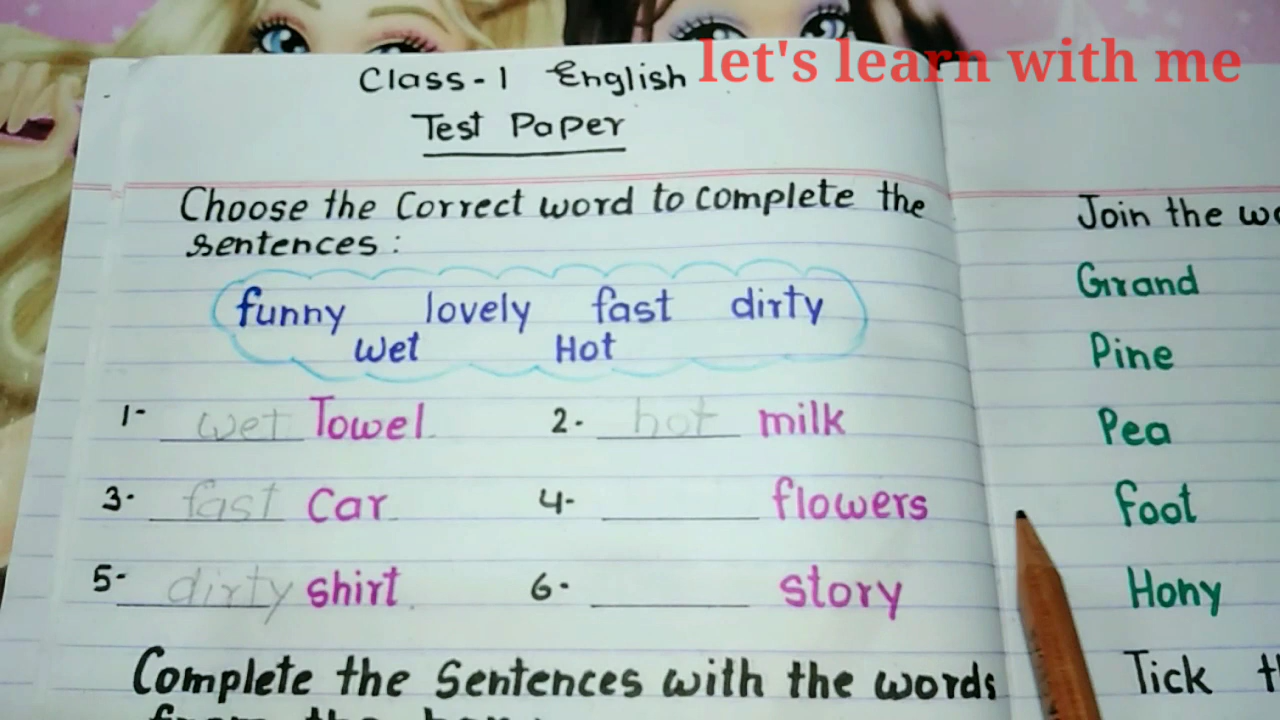 let's learn with me
Class-1 English
Test Paper
Choose the Correct word to complete the
sentences:
funny lovely fast dirty
wet Hot
1- wet Towel 2- hot milk
3- fast Car 4- flowers
5- dirty shirt 6- story
Complete the Sentences with the words
Join the
Grand
Pine
Pea
Foot
Hony
Tick